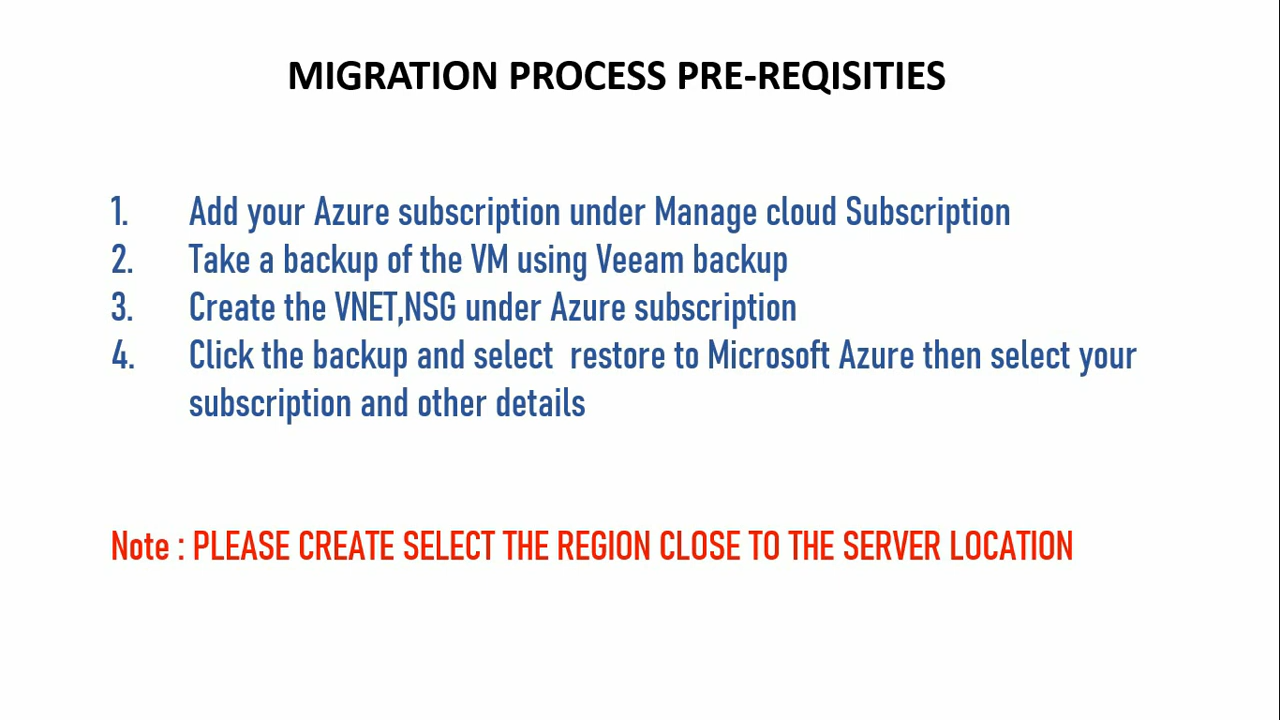 MIGRATION PROCESS PRE-REQISITIES
1. Add your Azure subscription under Manage cloud Subscription
2. Take a backup of the VM using Veeam backup
3. Create the VNET,NSG under Azure subscription
4. Click the backup and select  restore to Microsoft Azure then select your
subscription and other details
Note : PLEASE CREATE SELECT THE REGION CLOSE TO THE SERVER LOCATION